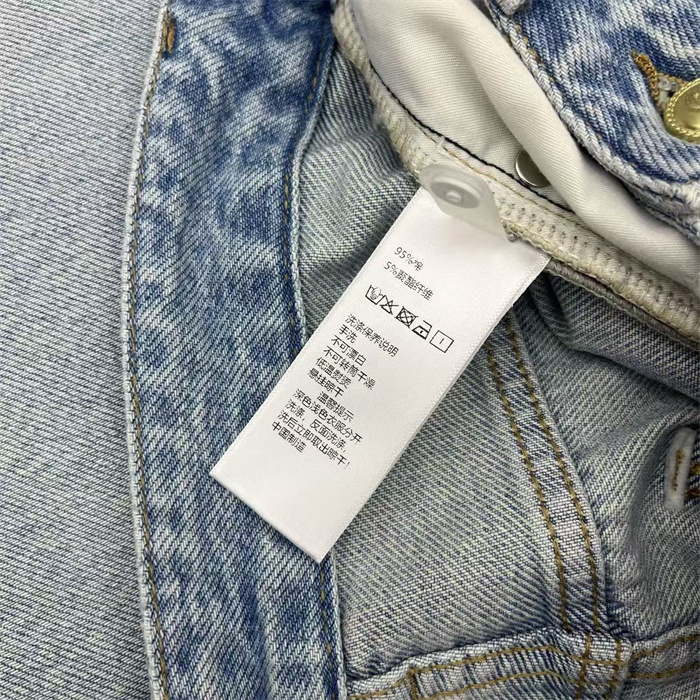 95%棉
5%聚酯纤维
洗涤保养说明
手洗
不可漂白
不可转筒干燥
低温熨烫
悬挂晾干
温馨提示
深色浅色衣服分开
洗涤，反面洗涤，
洗后立即取出晾干！
中国制造